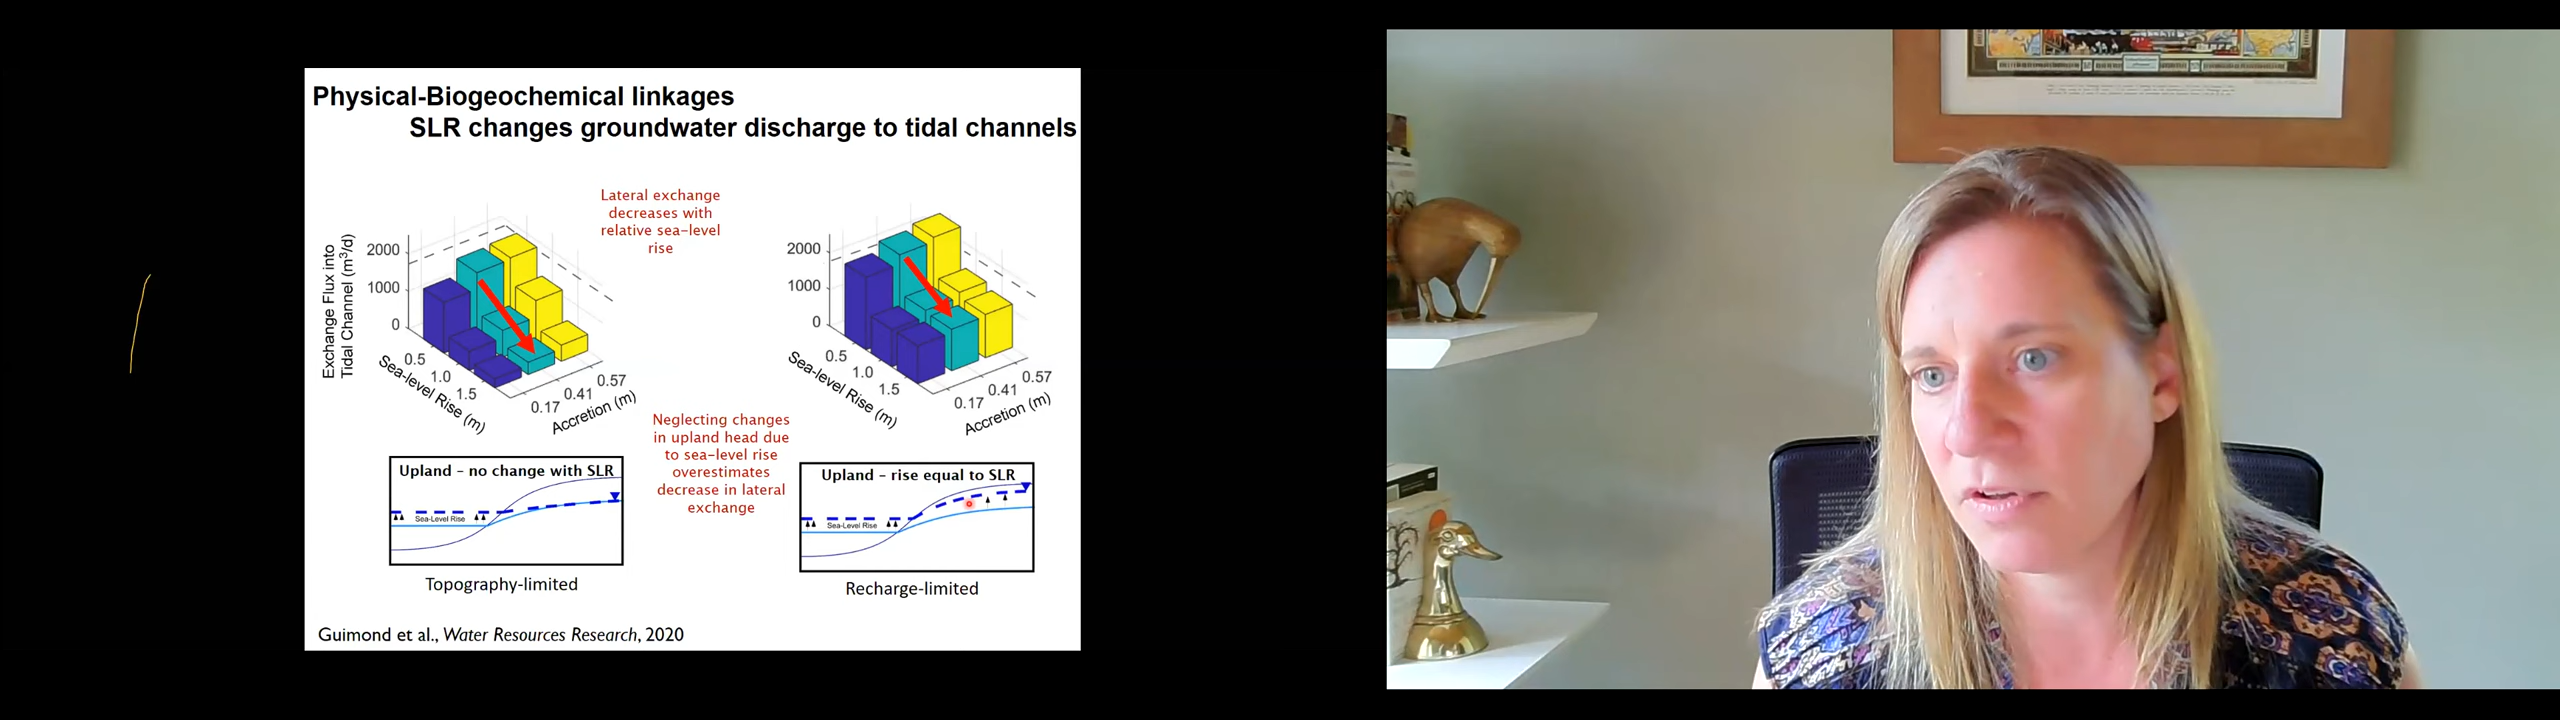 Physical-Biogeochemical linkages
SLR changes groundwater discharge to tidal channels
Lateral exchange
decreases with
relative sea-level
rise
Exchange Flux into
Tidal Channel (m³/d)
2000
1000
0
0.5
1.0
1.5
Sea-level Rise (m)
0.17
0.41
0.57
Accretion (m)
2000
1000
0
0.5
1.0
1.5
Sea-level Rise (m)
0.17
0.41
0.57
Accretion (m)
Neglecting changes
in upland head due
to sea-level rise
overestimates
decrease in lateral
exchange
Upland - no change with SLR
Sea-Level Rise
Topography-limited
Upland - rise equal to SLR
Sea-Level Rise
Recharge-limited
Guimond et al., Water Resources Research, 2020